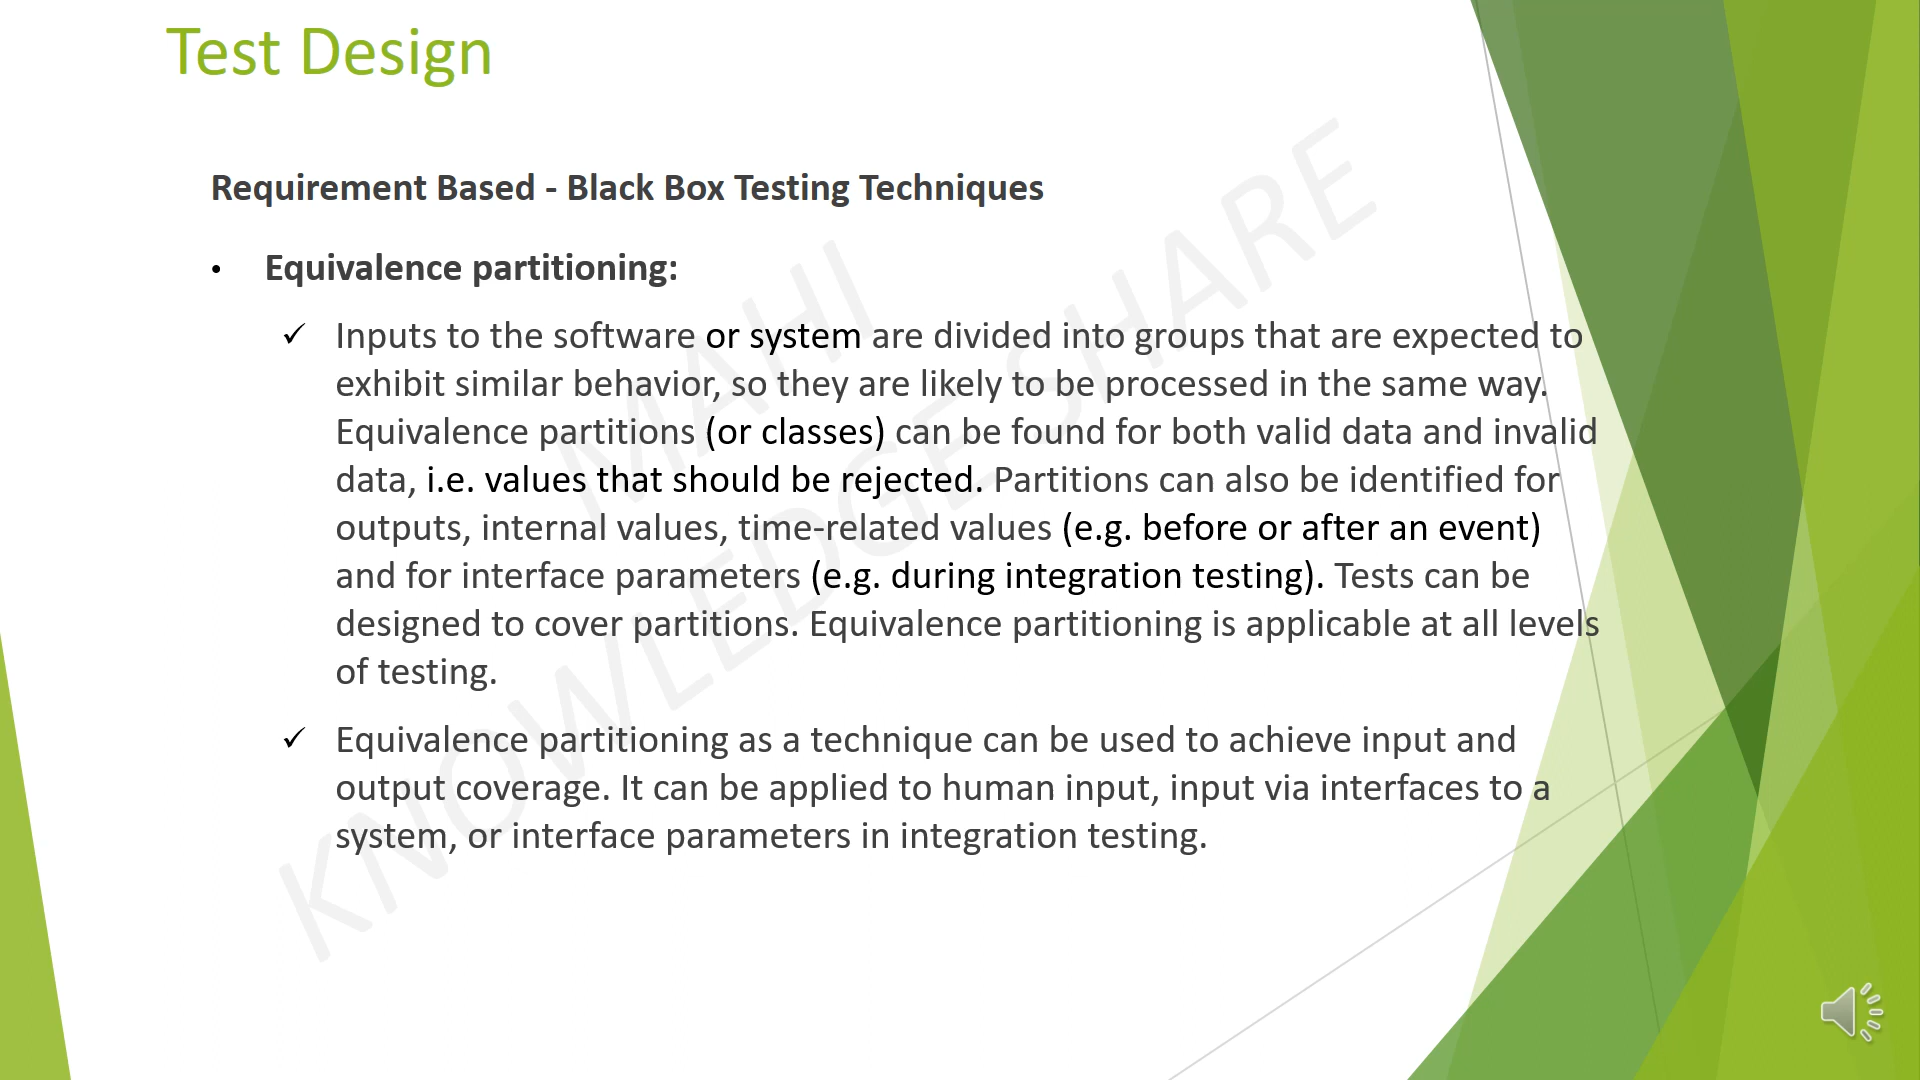 Test Design
Requirement Based - Black Box Testing Techniques
• Equivalence partitioning:
✓ Inputs to the software or system are divided into groups that are expected to
exhibit similar behavior, so they are likely to be processed in the same way.
Equivalence partitions (or classes) can be found for both valid data and invalid
data, i.e. values that should be rejected. Partitions can also be identified for
outputs, internal values, time-related values (e.g. before or after an event)
and for interface parameters (e.g. during integration testing). Tests can be
designed to cover partitions. Equivalence partitioning is applicable at all levels
of testing.
✓ Equivalence partitioning as a technique can be used to achieve input and
output coverage. It can be applied to human input, input via interfaces to a
system, or interface parameters in integration testing.
MAHI
KNOWLEDGE SHARE